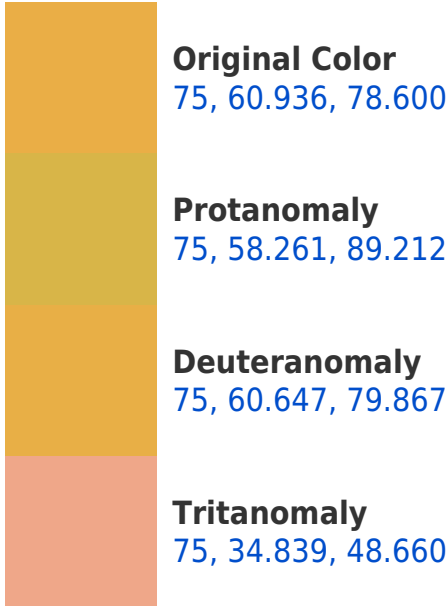 Original Color
75, 60.936, 78.600
Protanomaly
75, 58.261, 89.212
Deuteranomaly
75, 60.647, 79.867
Tritanomaly
75, 34.839, 48.660